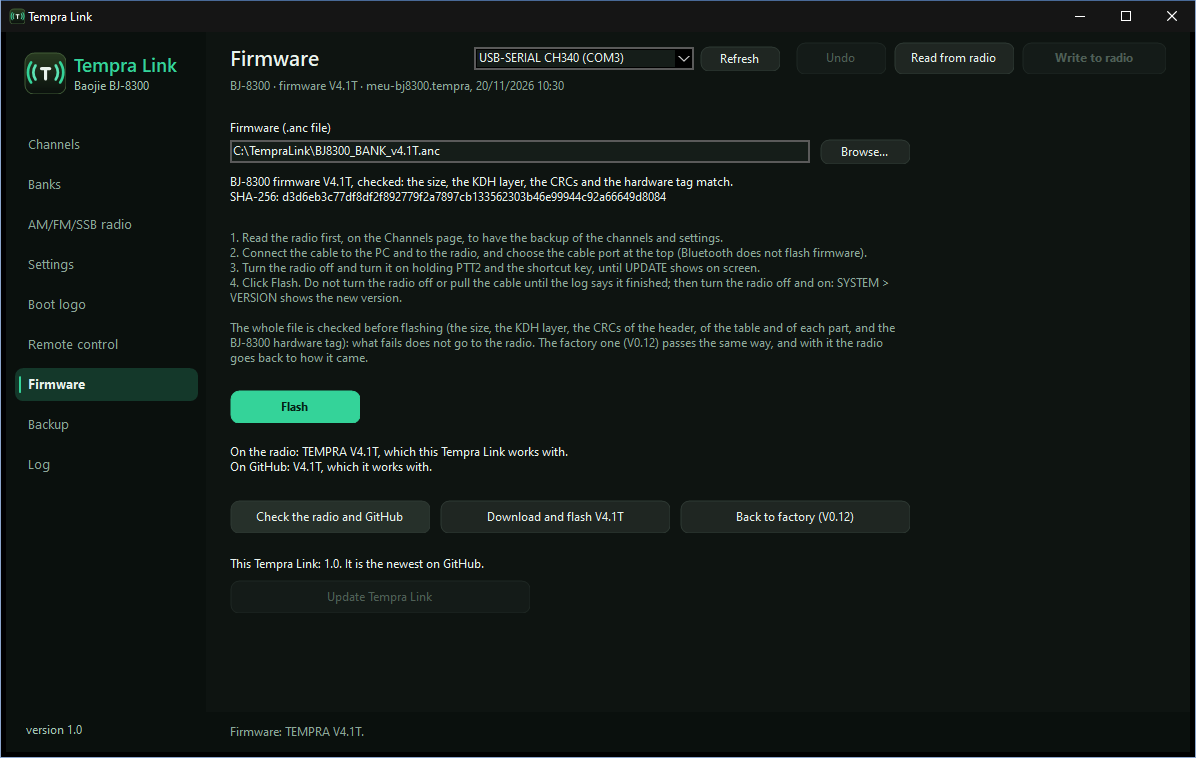 Tempra Link
(T)
Tempra Link
Baojie BJ-8300
Channels
Banks
AM/FM/SSB radio
Settings
Boot logo
Remote control
Firmware
Backup
Log
version 1.0
Firmware
USB-SERIAL CH340 (COM3)
Refresh
Undo
Read from radio
Write to radio
BJ-8300 · firmware V4.1T · meu-bj8300.tempra, 20/11/2026 10:30
Firmware (.anc file)
C:\TempraLink\BJ8300_BANK_v4.1T.anc
Browse...
BJ-8300 firmware V4.1T, checked: the size, the KDH layer, the CRCs and the hardware tag match.
SHA-256: d3d6eb3c77df8df2f892779f2a7897cb133562303b46e99944c92a66649d8084
1. Read the radio first, on the Channels page, to have the backup of the channels and settings.
2. Connect the cable to the PC and to the radio, and choose the cable port at the top (Bluetooth does not flash firmware).
3. Turn the radio off and turn it on holding PTT2 and the shortcut key, until UPDATE shows on screen.
4. Click Flash. Do not turn the radio off or pull the cable until the log says it finished; then turn the radio off and on: SYSTEM >
VERSION shows the new version.
The whole file is checked before flashing (the size, the KDH layer, the CRCs of the header, of the table and of each part, and the
BJ-8300 hardware tag): what fails does not go to the radio. The factory one (V0.12) passes the same way, and with it the radio
goes back to how it came.
Flash
On the radio: TEMPRA V4.1T, which this Tempra Link works with.
On GitHub: V4.1T, which it works with.
Check the radio and GitHub
Download and flash V4.1T
Back to factory (V0.12)
This Tempra Link: 1.0. It is the newest on GitHub.
Update Tempra Link
Firmware: TEMPRA V4.1T.